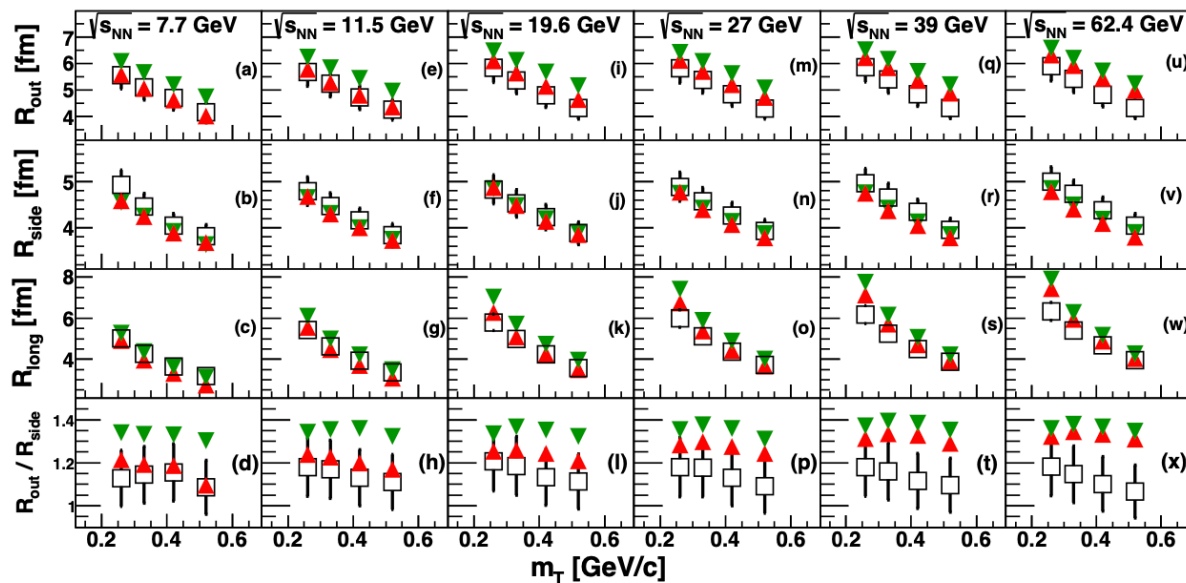 √sNN = 7.7 GeV √sNN = 11.5 GeV √sNN = 19.6 GeV √sNN = 27 GeV √sNN = 39 GeV √sNN = 62.4 GeV
Rout [fm] 7 6 5 4 (a) (e) (i) (m) (q) (u)
Rside [fm] 5 4 (b) (f) (j) (n) (r) (v)
Rlong [fm] 8 6 4 (c) (g) (k) (o) (s) (w)
Rout / Rside 1.4 1.2 1 (d) (h) (l) (p) (t) (x)
0.2 0.4 0.6 0.2 0.4 0.6 0.2 0.4 0.6 0.2 0.4 0.6 0.2 0.4 0.6 0.2 0.4 0.6
mT [GeV/c]